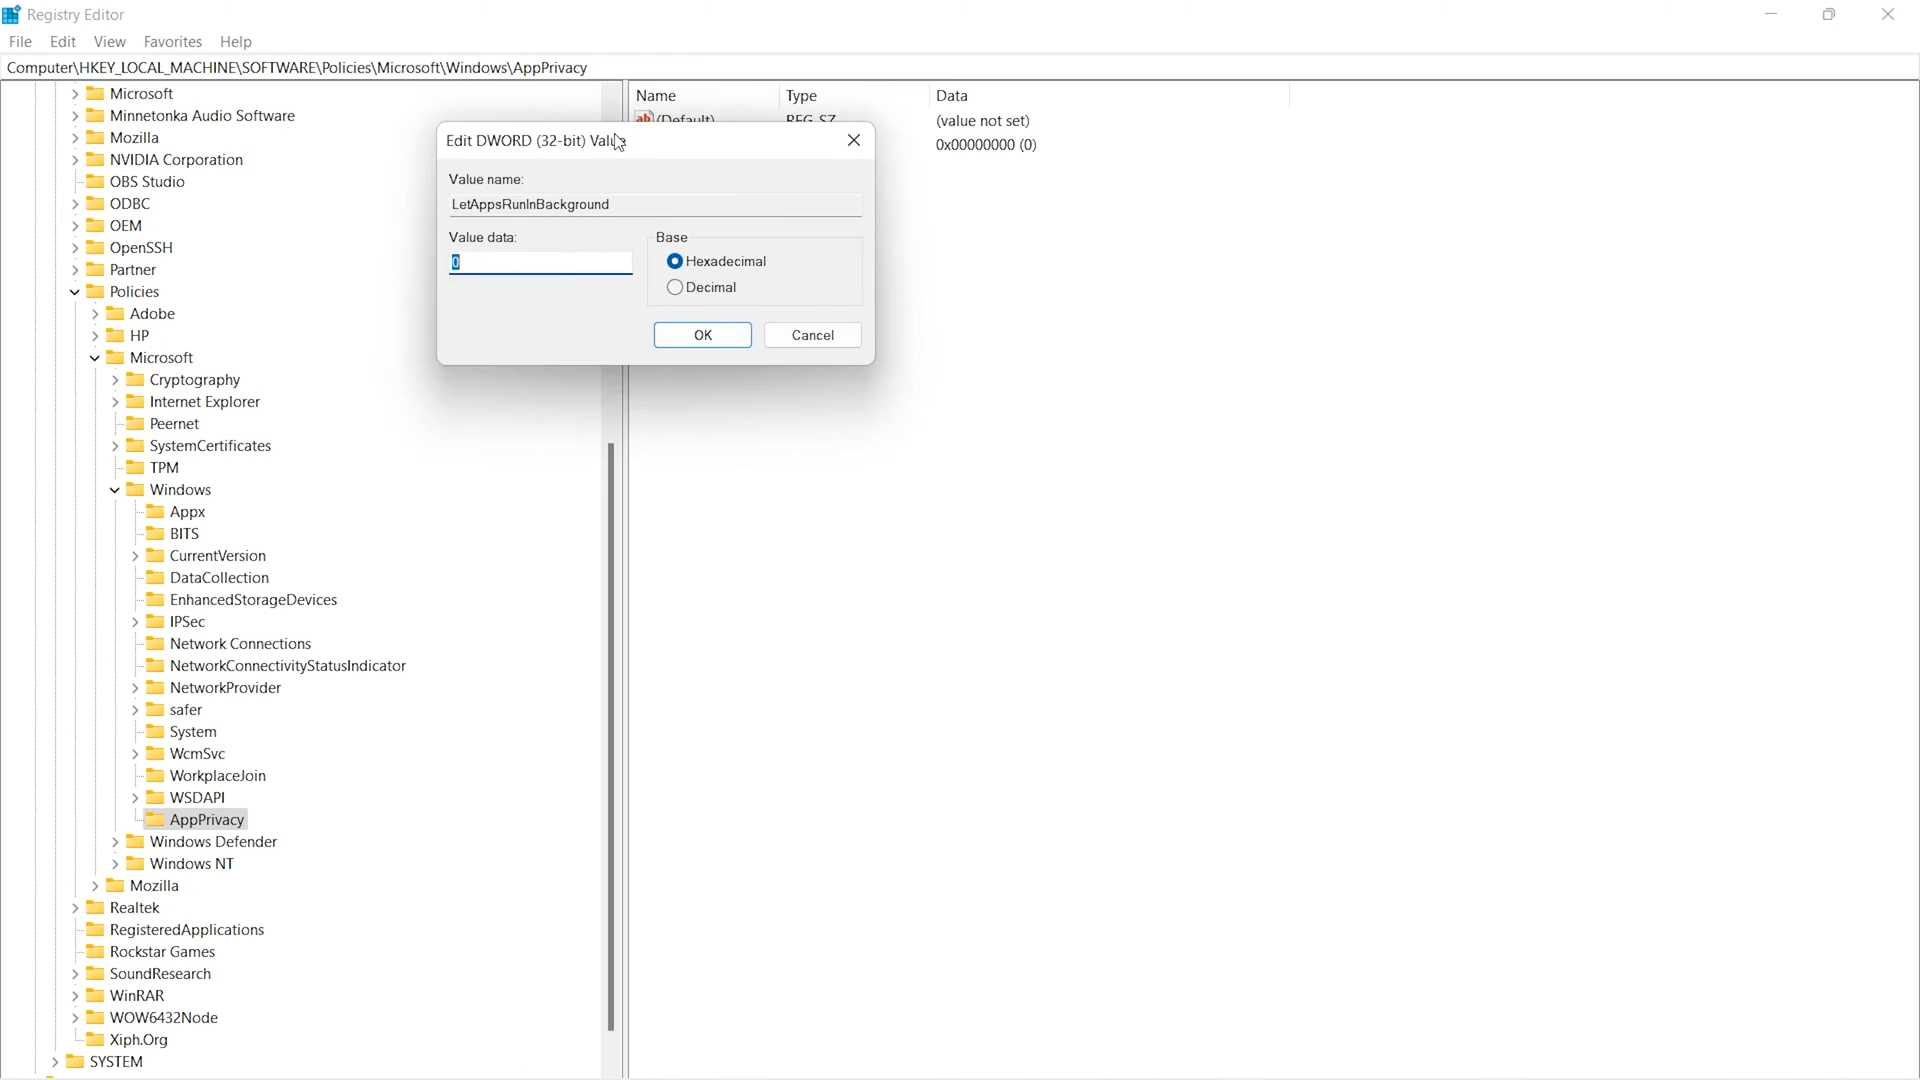 Registry Editor
File Edit View Favorites Help
Computer\HKEY_LOCAL_MACHINE\SOFTWARE\Policies\Microsoft\Windows\AppPrivacy
Microsoft
Minnetonka Audio Software
Mozilla
NVIDIA Corporation
OBS Studio
ODBC
OEM
OpenSSH
Partner
Policies
Adobe
HP
Microsoft
Cryptography
Internet Explorer
Peernet
SystemCertificates
TPM
Windows
Appx
BITS
CurrentVersion
DataCollection
EnhancedStorageDevices
IPSec
Network Connections
NetworkConnectivityStatusIndicator
NetworkProvider
safer
System
WcmSvc
WorkplaceJoin
WSDAPI
AppPrivacy
Windows Defender
Windows NT
Mozilla
Realtek
RegisteredApplications
Rockstar Games
SoundResearch
WinRAR
WOW6432Node
Xiph.Org
SYSTEM
Name Type Data
ab (Default) REG_SZ (value not set)
0x00000000 (0)
Edit DWORD (32-bit) Value
Value name:
LetAppsRunInBackground
Value data:
0
Base
Hexadecimal
Decimal
OK Cancel